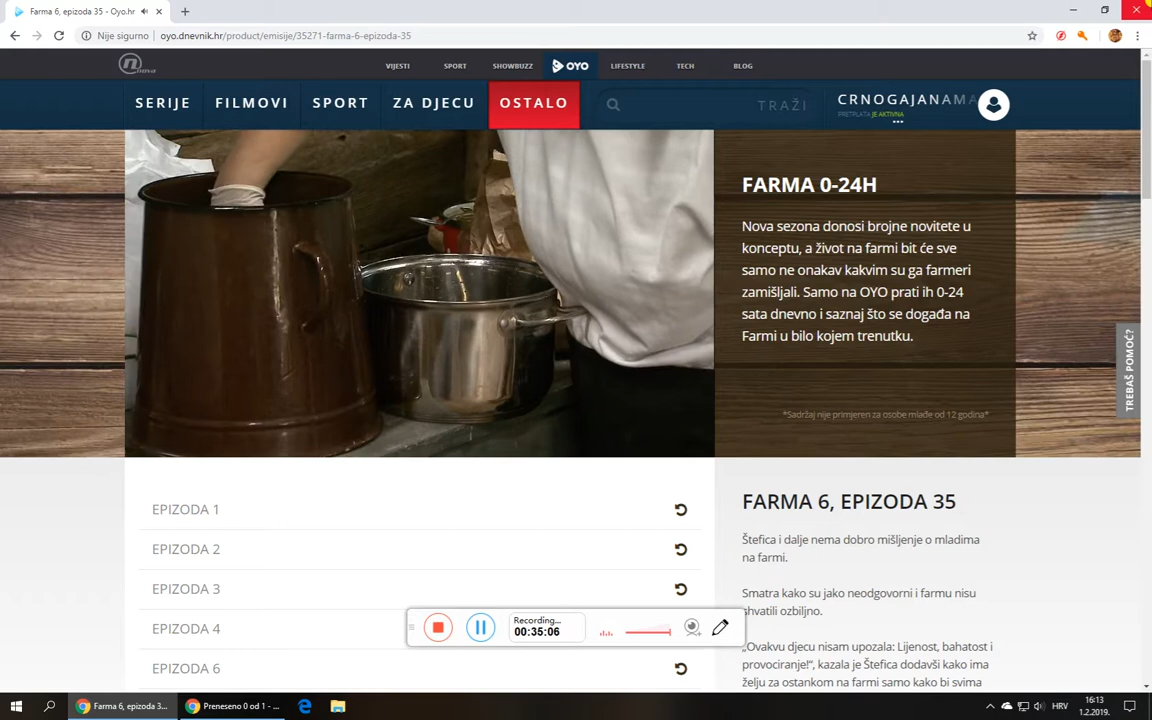 Farma 6, epizoda 35 - Oyo.hr
Nije sigurno
oyo.dnevnik.hr/product/emisije/35271-farma-6-epizoda-35
nova
VIJESTI
SPORT
SHOWBUZZ
OYO
LIFESTYLE
TECH
BLOG
SERIJE
FILMOVI
SPORT
ZA DJECU
OSTALO
TRAŽI
CRNOGAJANAMA
PRETPLATA JE AKTIVNA
FARMA 0-24H
Nova sezona donosi brojne novitete u
konceptu, a život na farmi bit će sve
samo ne onakav kakvim su ga farmeri
zamišljali. Samo na OYO prati ih 0-24
sata dnevno i saznaj što se događa na
Farmi u bilo kojem trenutku.
*Sadržaj nije primjeren za osobe mlađe od 12 godina*
TREBAŠ POMOĆ?
EPIZODA 1
EPIZODA 2
EPIZODA 3
EPIZODA 4
EPIZODA 6
FARMA 6, EPIZODA 35
Štefica i dalje nema dobro mišljenje o mladima
na farmi.
Smatra kako su jako neodgovorni i farmu nisu
shvatili ozbiljno.
„Ovakvu djecu nisam upozala: Lijenost, bahatost i
provociranje!“, kazala je Štefica dodavši kako ima
želju za ostankom na farmi samo kako bi svima
Recording...
00:35:06
Farma 6, epizoda 3...
Preneseno 0 od 1 - ...
HRV
16:13
1.2.2019.